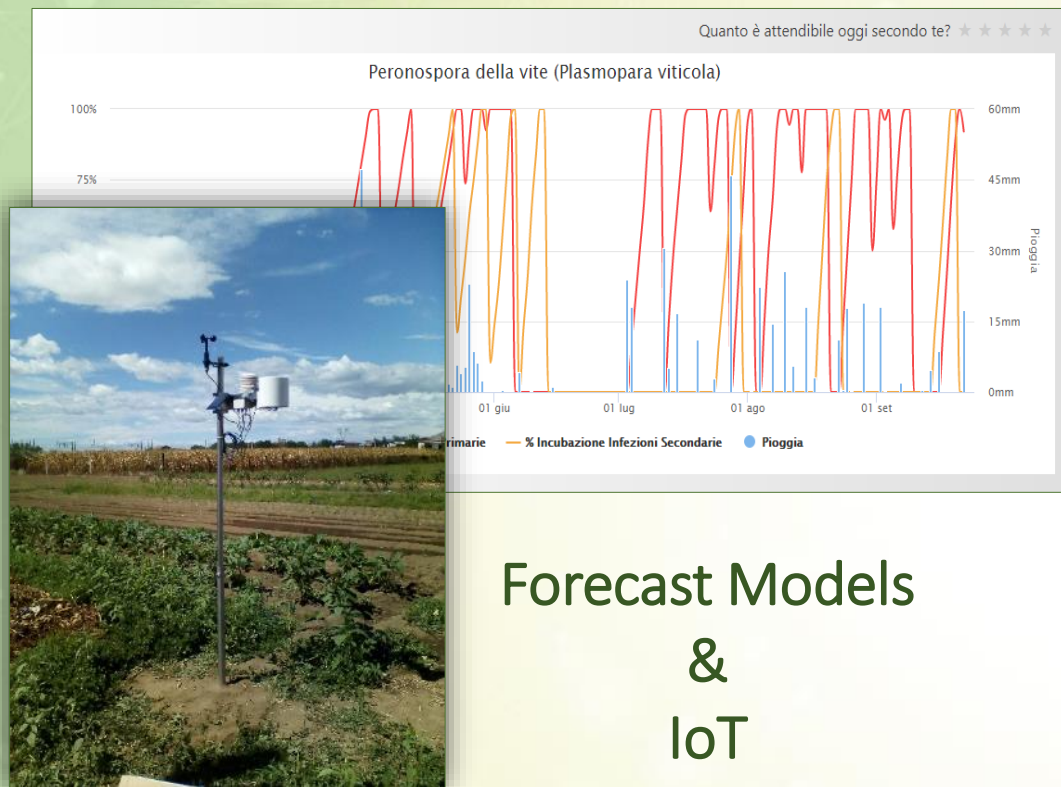 Quanto è attendibile oggi secondo te?
Peronospora della vite (Plasmopara viticola)
100%
60mm
75%
45mm
30mm
Pioggia
15mm
0mm
01 giu
01 lug
01 ago
01 set
% Incubazione Infezioni Secondarie
Pioggia
Forecast Models
&
IoT